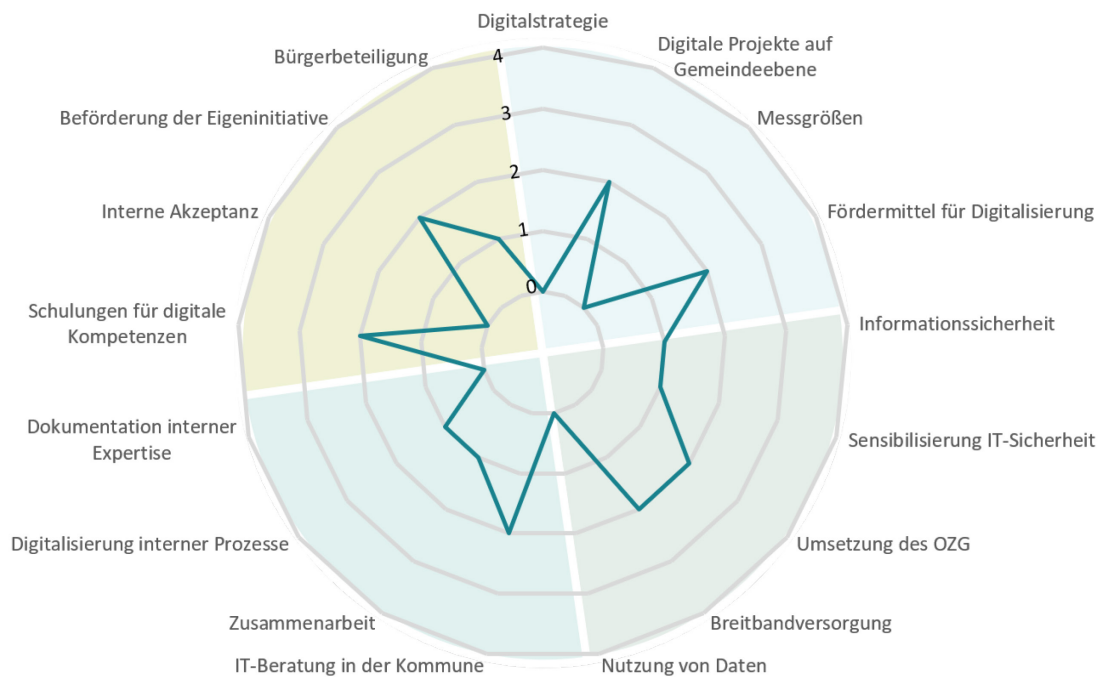 Digitalstrategie
Digitale Projekte auf
Gemeindeebene
Messgrößen
Fördermittel für Digitalisierung
Informationssicherheit
Sensibilisierung IT-Sicherheit
Umsetzung des OZG
Breitbandversorgung
Nutzung von Daten
IT-Beratung in der Kommune
Zusammenarbeit
Digitalisierung interner Prozesse
Dokumentation interner
Expertise
Schulungen für digitale
Kompetenzen
Interne Akzeptanz
Beförderung der Eigeninitiative
Bürgerbeteiligung
4
3
2
1
0